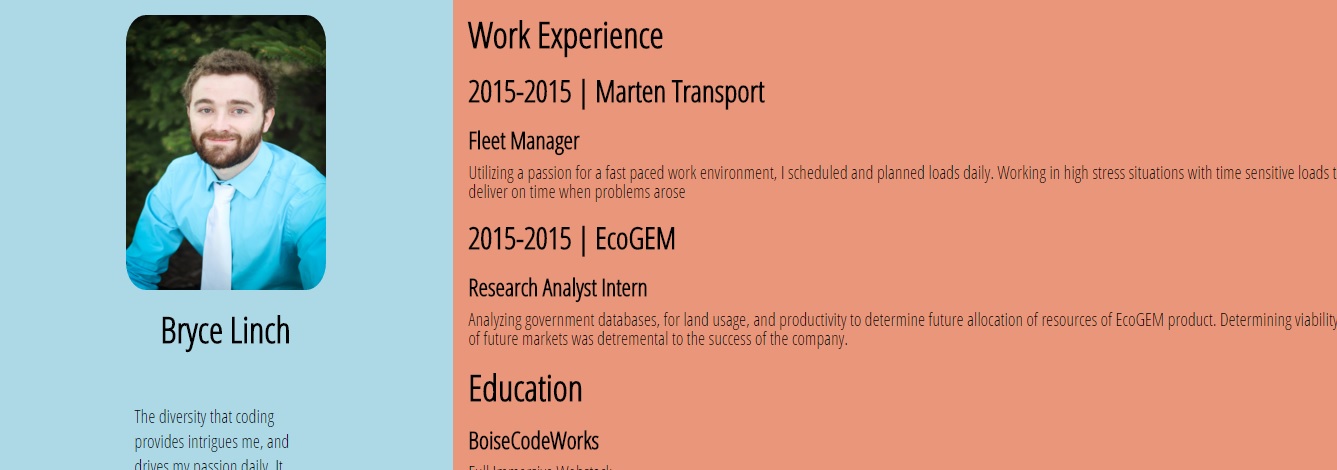 Work Experience
2015-2015 | Marten Transport
Fleet Manager
Utilizing a passion for a fast paced work environment, I scheduled and planned loads daily. Working in high stress situations with time sensitive loads
deliver on time when problems arose
2015-2015 | EcoGEM
Research Analyst Intern
Analyzing government databases, for land usage, and productivity to determine future allocation of resources of EcoGEM product. Determining viability
of future markets was detremental to the success of the company.
Education
BoiseCodeWorks
Bryce Linch
The diversity that coding
provides intrigues me, and
drives my passion daily. It